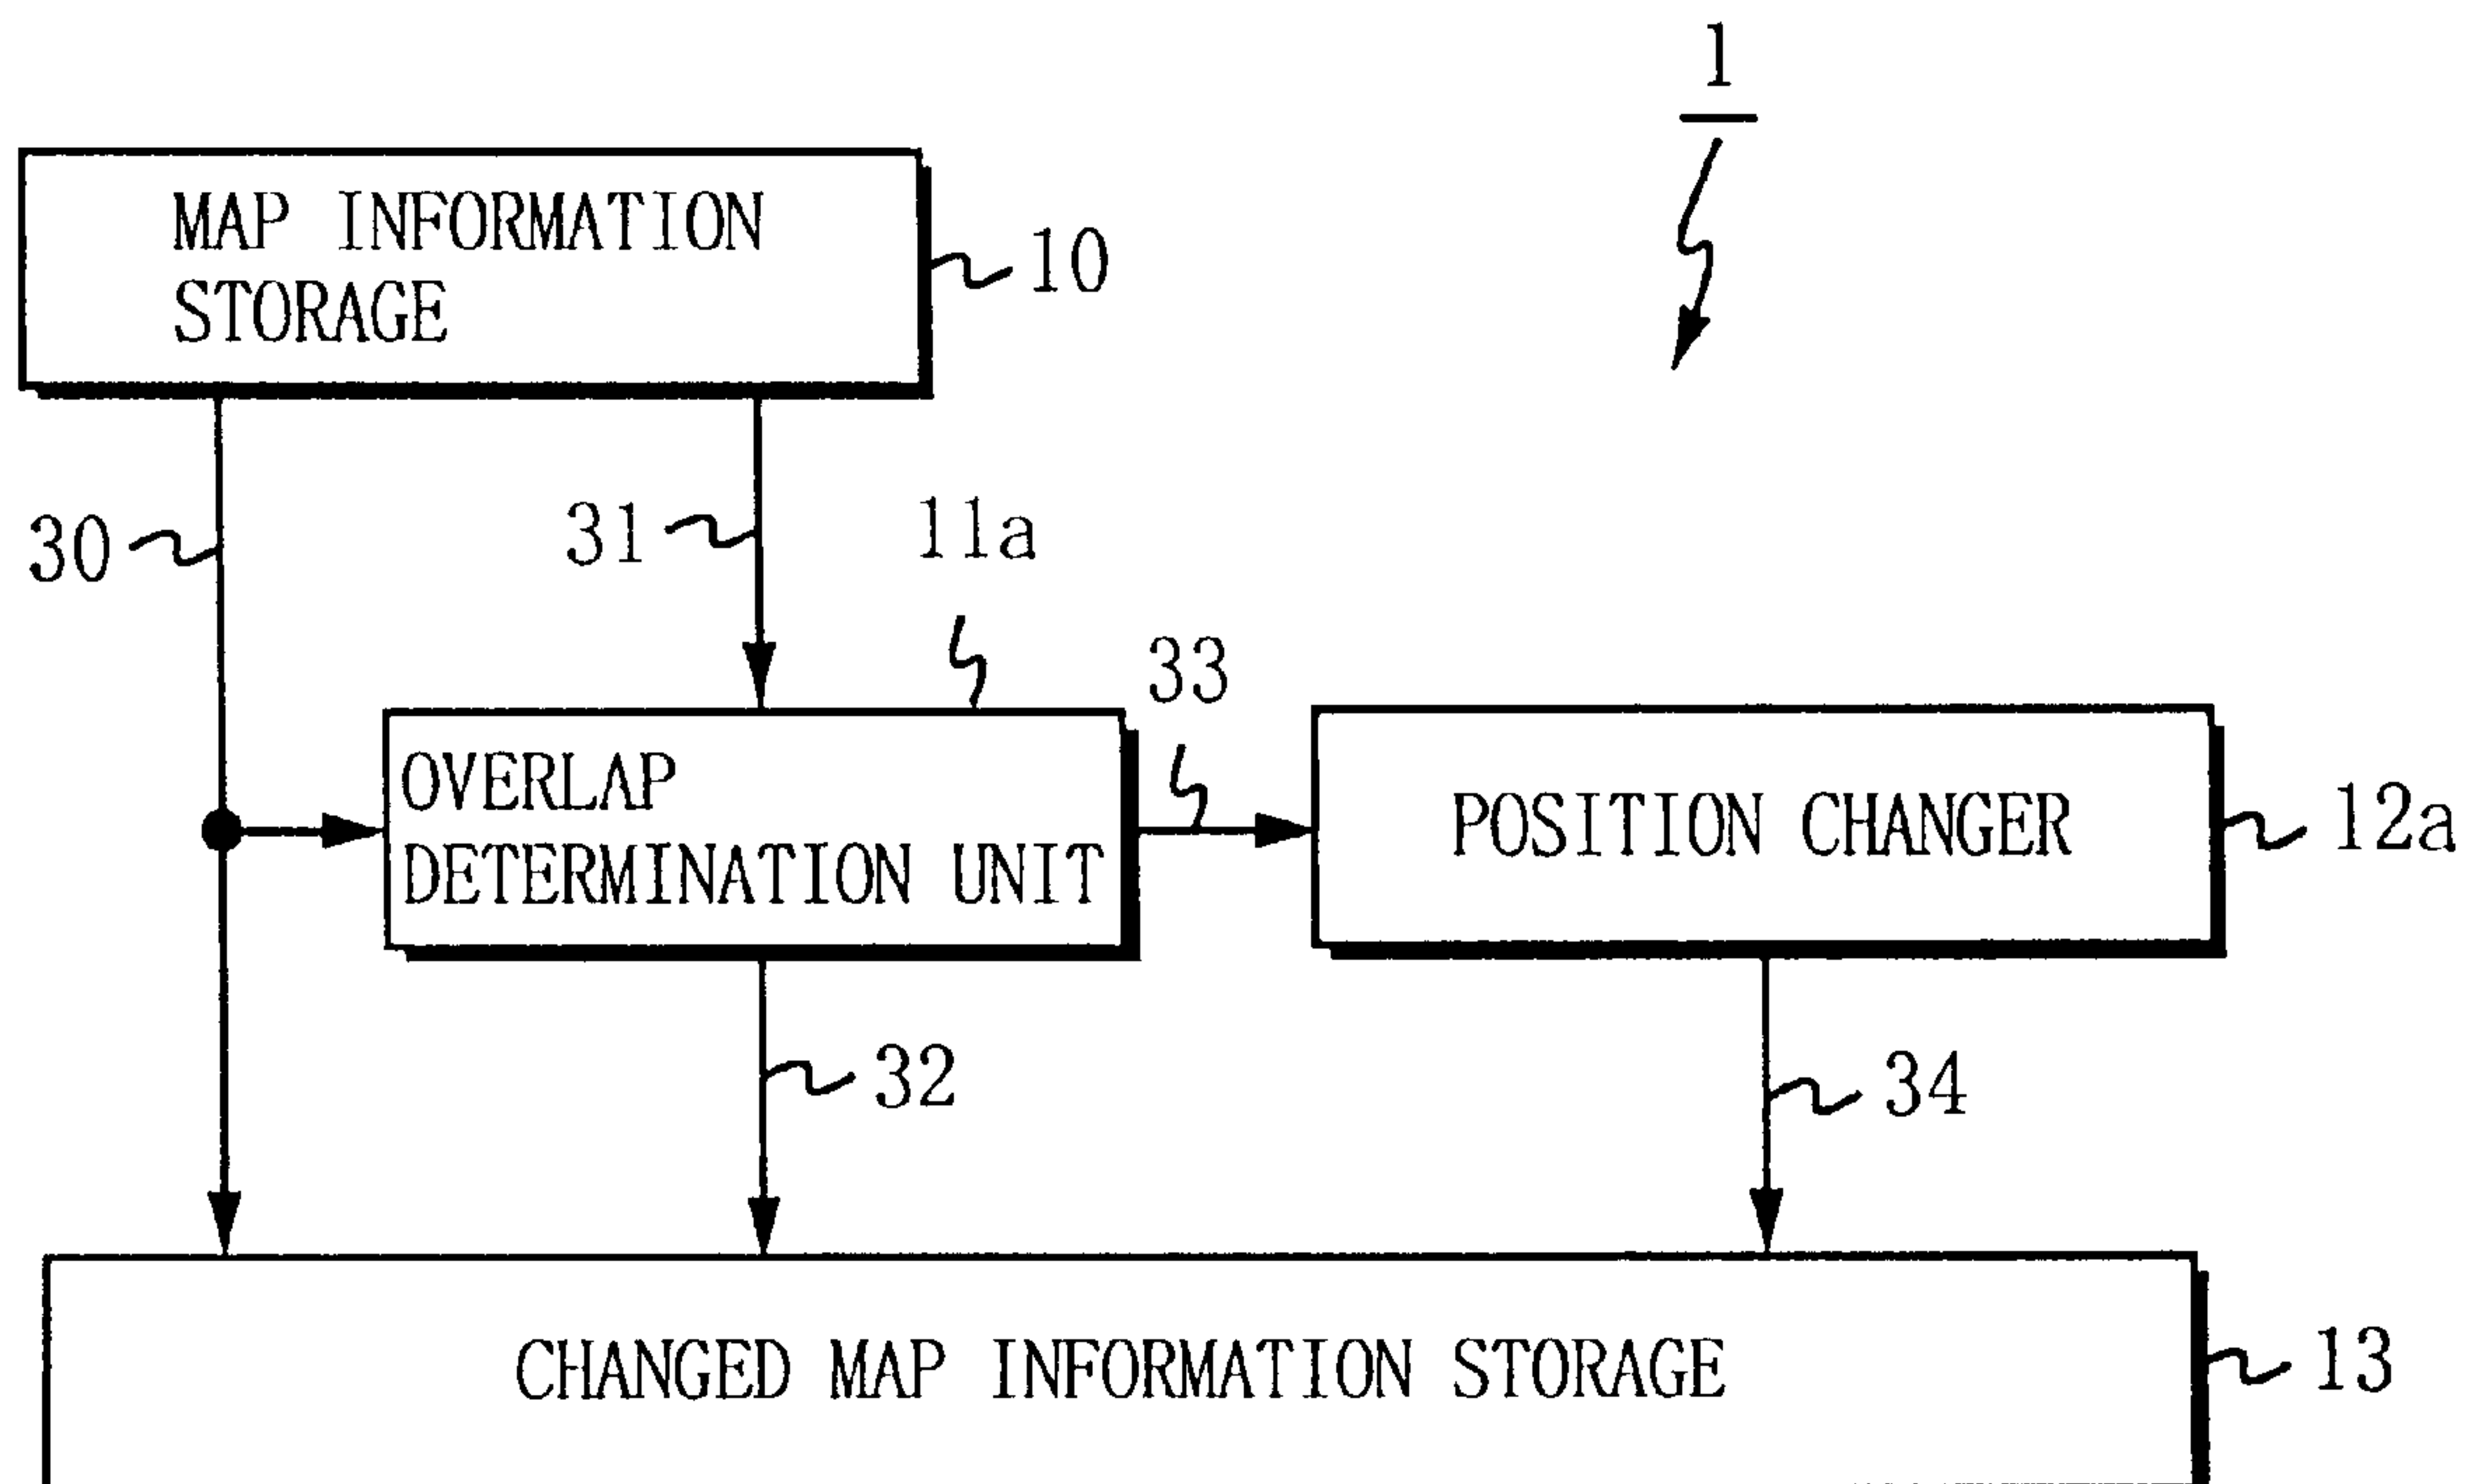 1
MAP INFORMATION
STORAGE
10
30
31
11a
33
OVERLAP
DETERMINATION UNIT
POSITION CHANGER
12a
32
34
CHANGED MAP INFORMATION STORAGE
13